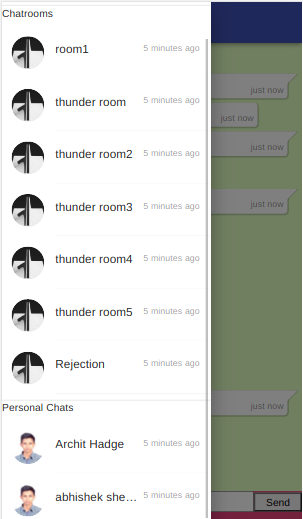 Chatrooms
room1 5 minutes ago
just now
thunder room 5 minutes ago
just now
thunder room2 5 minutes ago
just now
thunder room3 5 minutes ago
just now
thunder room4 5 minutes ago
thunder room5 5 minutes ago
Rejection 5 minutes ago
Personal Chats
just now
Archit Hadge 5 minutes ago
abhishek she... 5 minutes ago
Send